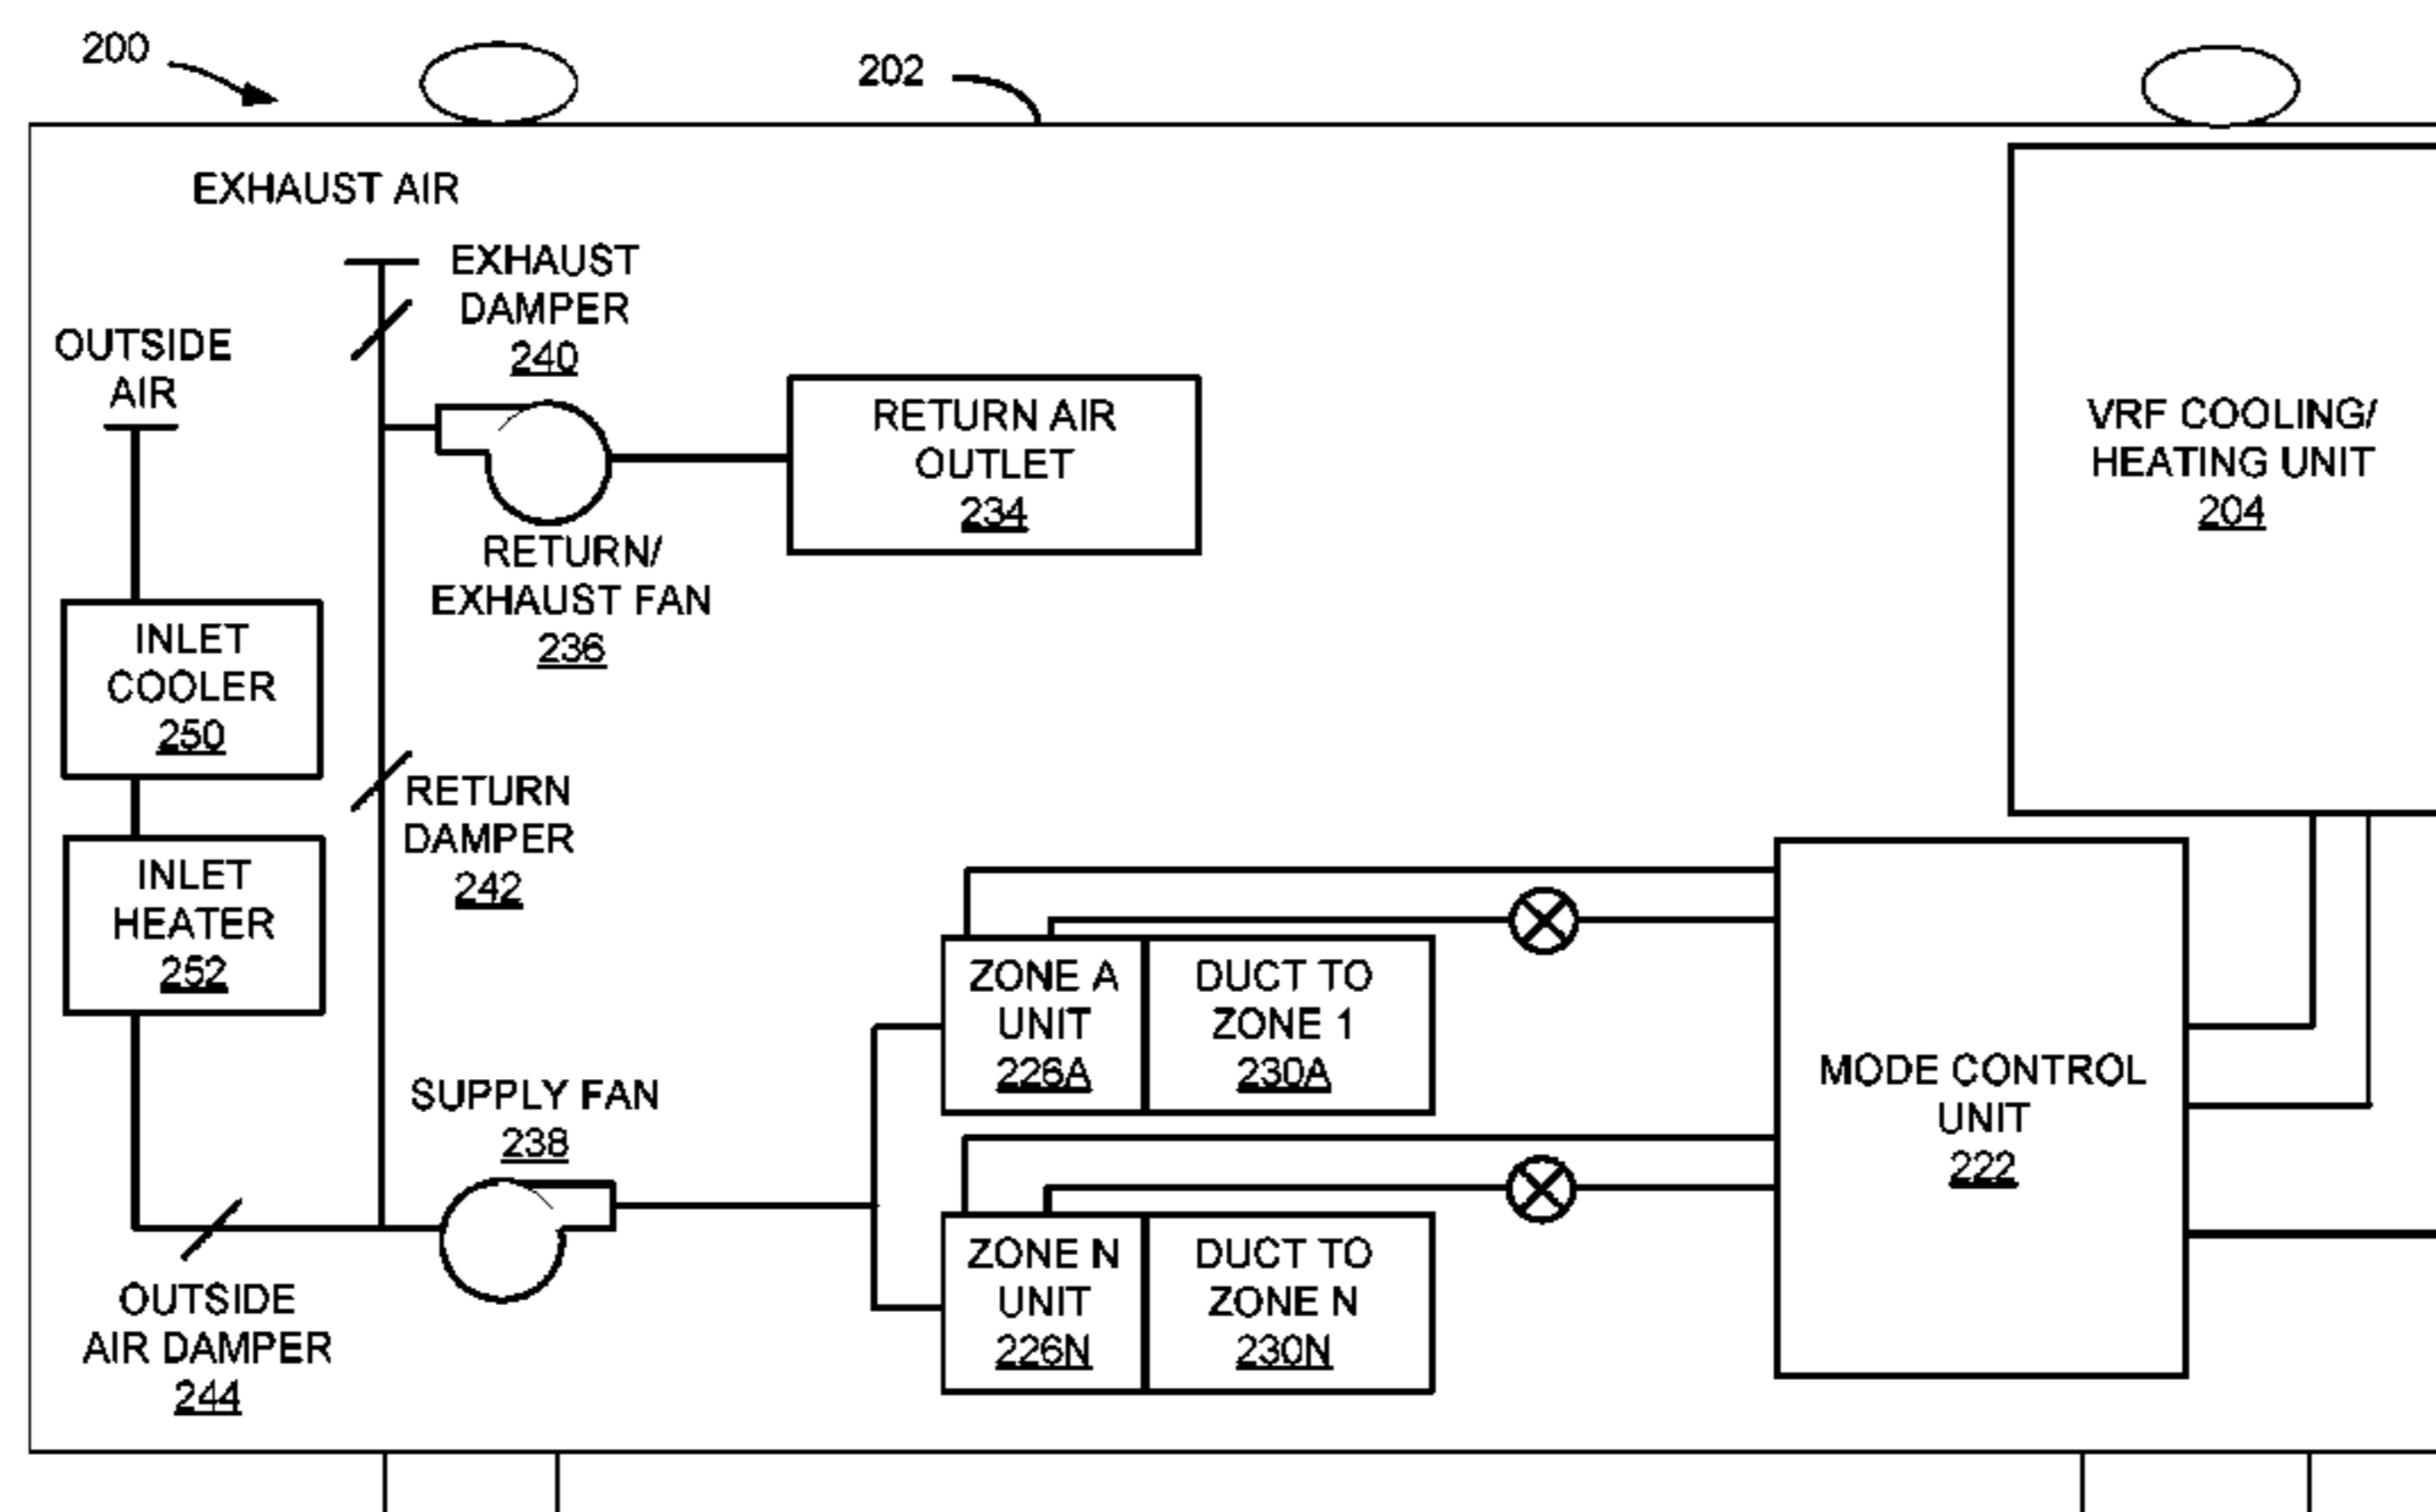 200
202
EXHAUST AIR
EXHAUST
DAMPER
240
OUTSIDE
AIR
RETURN AIR
OUTLET
234
VRF COOLING/
HEATING UNIT
204
RETURN/
EXHAUST FAN
236
INLET
COOLER
250
RETURN
DAMPER
242
INLET
HEATER
252
ZONE A
UNIT
226A
DUCT TO
ZONE 1
230A
MODE CONTROL
UNIT
222
SUPPLY FAN
238
ZONE N
UNIT
226N
DUCT TO
ZONE N
230N
OUTSIDE
AIR DAMPER
244